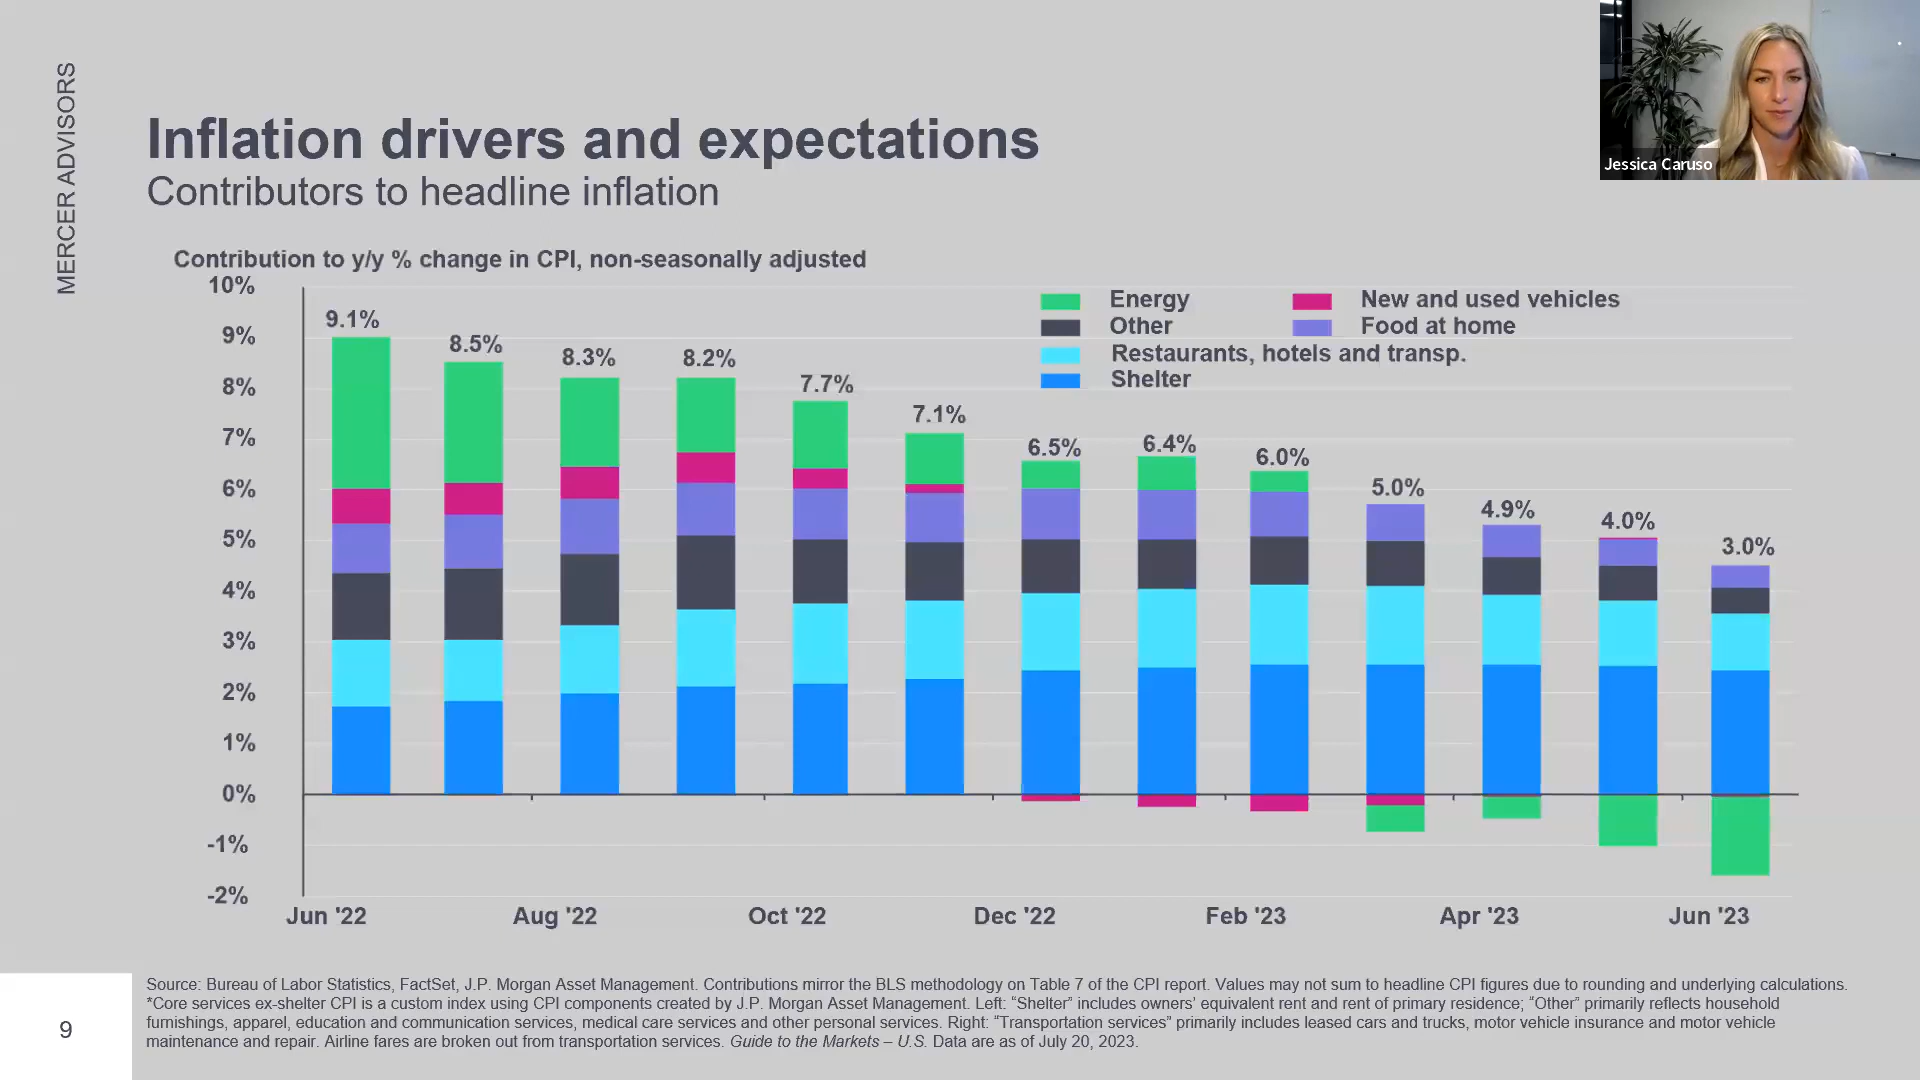 MERCER ADVISORS
Jessica Caruso
Inflation drivers and expectations
Contributors to headline inflation
Contribution to y/y % change in CPI, non-seasonally adjusted
10%
9%
8%
7%
6%
5%
4%
3%
2%
1%
0%
-1%
-2%
Energy
New and used vehicles
Other
Food at home
Restaurants, hotels and transp.
Shelter
9.1%
8.5%
8.3%
8.2%
7.7%
7.1%
6.5%
6.4%
6.0%
5.0%
4.9%
4.0%
3.0%
Jun '22
Aug '22
Oct '22
Dec '22
Feb '23
Apr '23
Jun '23
Source: Bureau of Labor Statistics, FactSet, J.P. Morgan Asset Management. Contributions mirror the BLS methodology on Table 7 of the CPI report. Values may not sum to headline CPI figures due to rounding and underlying calculations.
*Core services ex-shelter CPI is a custom index using CPI components created by J.P. Morgan Asset Management. Left: “Shelter” includes owners’ equivalent rent and rent of primary residence; “Other” primarily reflects household
furnishings, apparel, education and communication services, medical care services and other personal services. Right: “Transportation services” primarily includes leased cars and trucks, motor vehicle insurance and motor vehicle
maintenance and repair. Airline fares are broken out from transportation services. Guide to the Markets – U.S. Data are as of July 20, 2023.
9